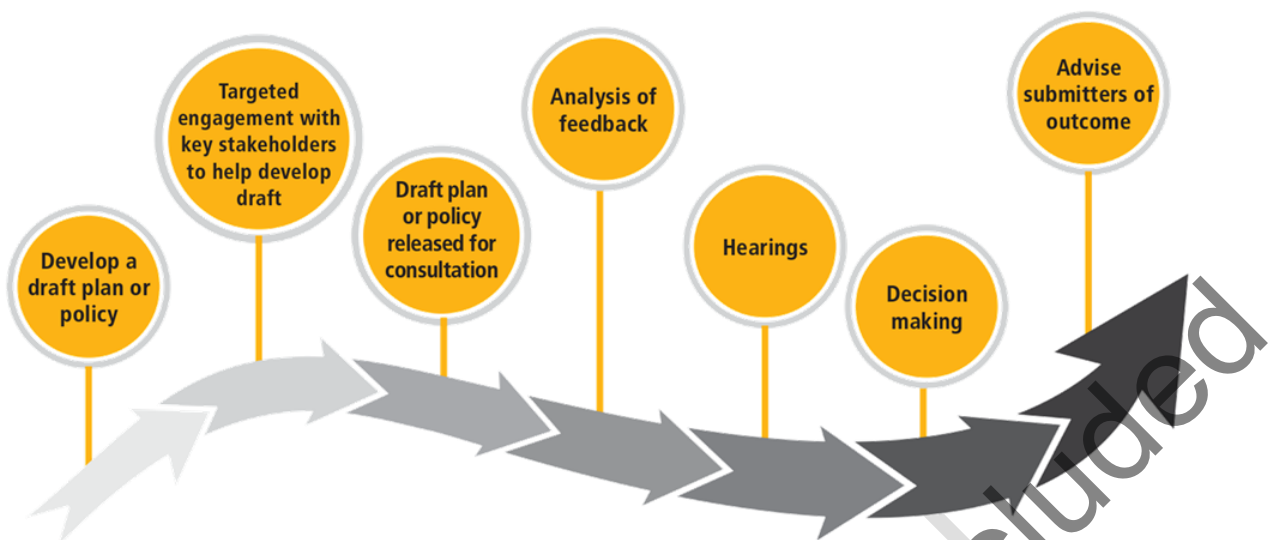 Develop a
draft plan or
policy
Targeted
engagement with
key stakeholders
to help develop
draft
Draft plan
or policy
released for
consultation
Analysis of
feedback
Hearings
Decision
making
Advise
submitters of
outcome